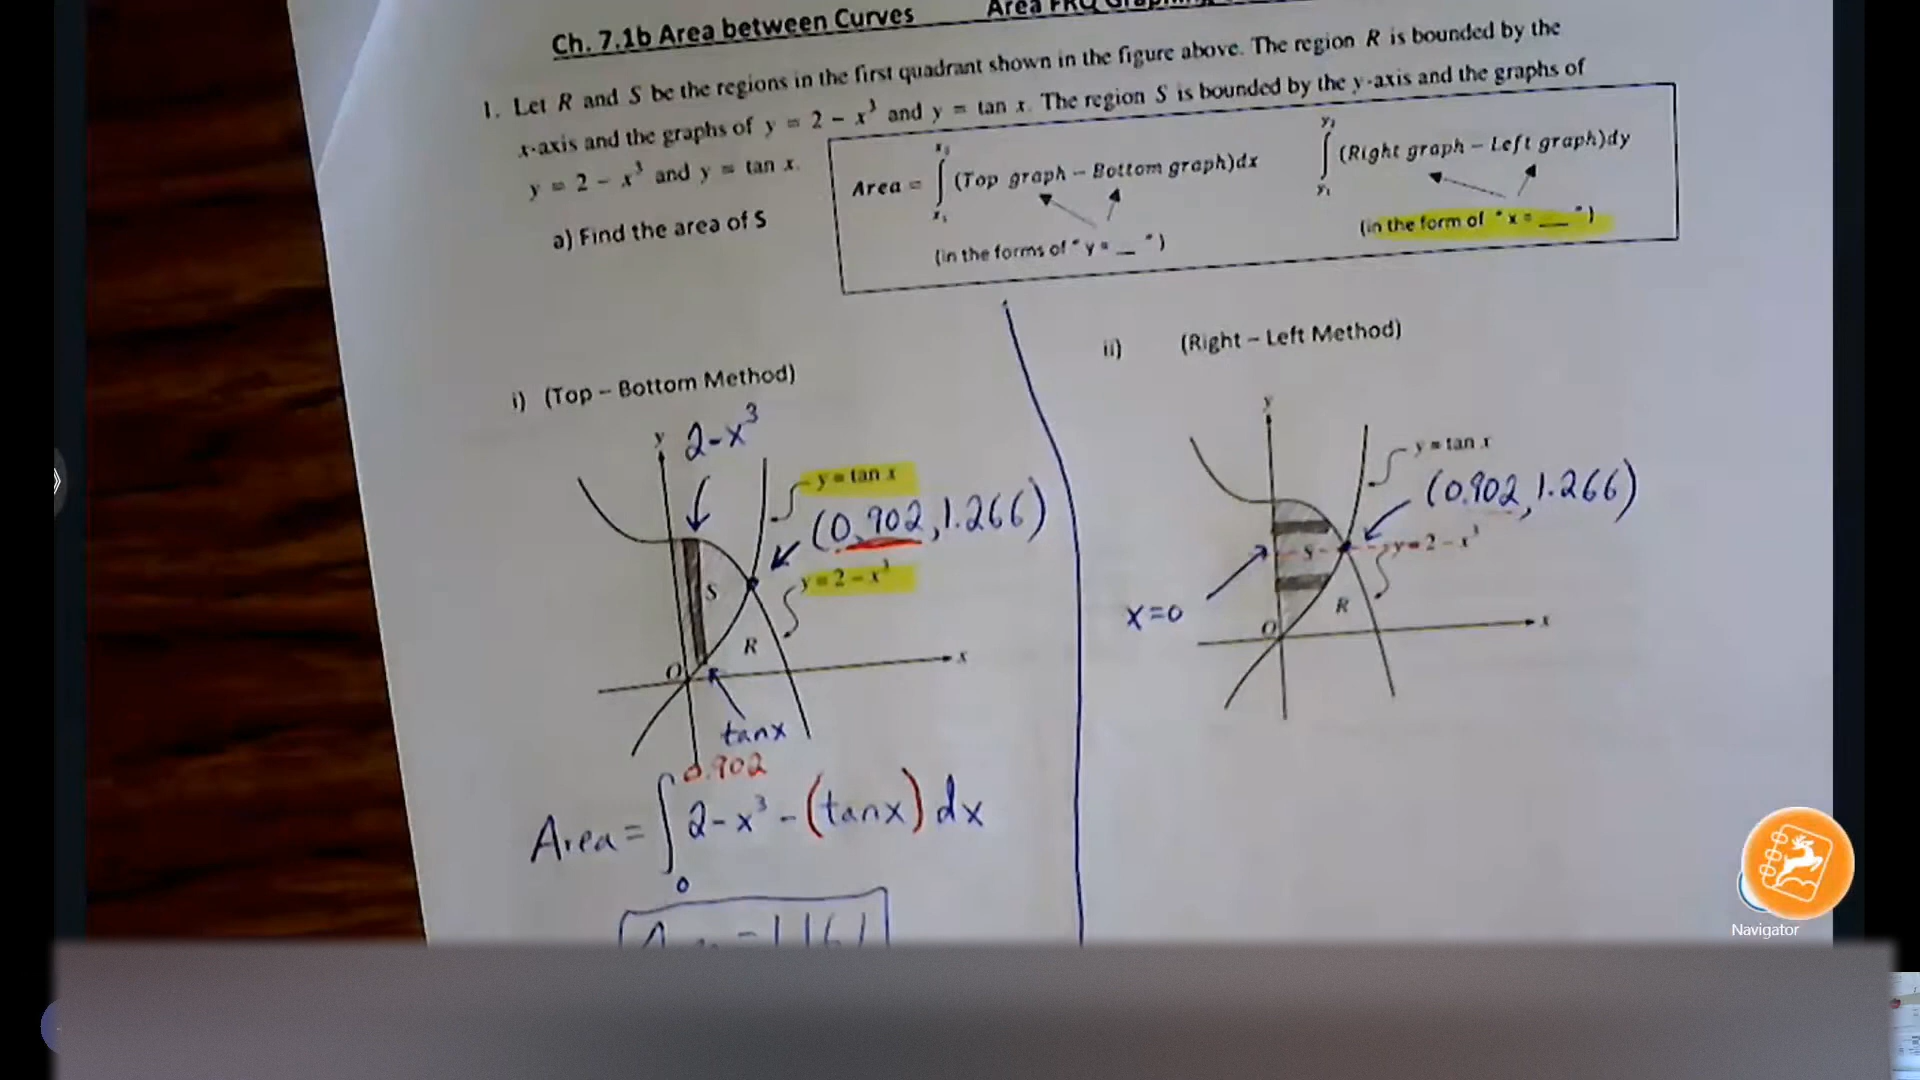 Ch. 7.1b Area between Curves
1. Let R and S be the regions in the first quadrant shown in the figure above. The region R is bounded by the
x-axis and the graphs of y = 2 − x³ and y = tan x. The region S is bounded by the y-axis and the graphs of
y = 2 − x³ and y = tan x.
a) Find the area of S
Area = ∫ (Top graph − Bottom graph)dx
x₂
x₁
(in the forms of "y = __")
∫ (Right graph − Left graph)dy
y₂
y₁
(in the form of "x = __")
i) (Top – Bottom Method)
2-x³
y
y = tan x
(0.902, 1.266)
y = 2 − x³
S
R
O
x
tanx
0.902
Area = ∫ 2-x³ - (tanx) dx
0
ii) (Right – Left Method)
y
y = tan x
(0.902, 1.266)
y = 2 − x³
S
x=0
R
O
x
Navigator